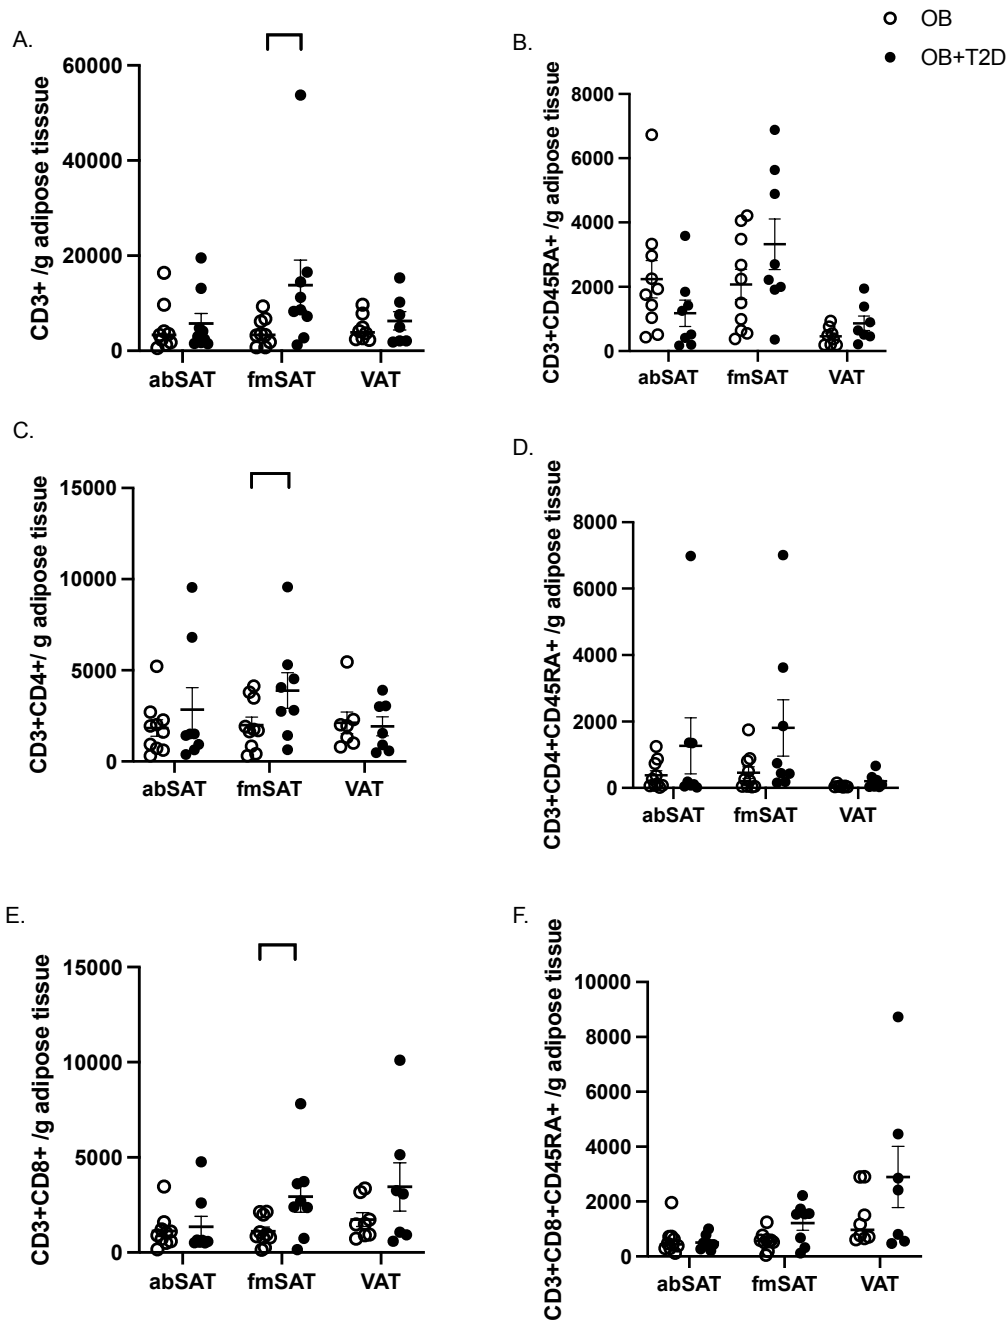 OB
OB+T2D
A.
CD3+ /g adipose tisssue
60000
40000
20000
0
abSAT fmSAT VAT
B.
CD3+CD45RA+ /g adipose tissue
8000
6000
4000
2000
0
abSAT fmSAT VAT
C.
CD3+CD4+/ g adipose tissue
15000
10000
5000
0
abSAT fmSAT VAT
D.
CD3+CD4+CD45RA+ /g adipose tissue
8000
6000
4000
2000
0
abSAT fmSAT VAT
E.
CD3+CD8+ /g adipose tissue
15000
10000
5000
0
abSAT fmSAT VAT
F.
CD3+CD8+CD45RA+ /g adipose tissue
10000
8000
6000
4000
2000
0
abSAT fmSAT VAT